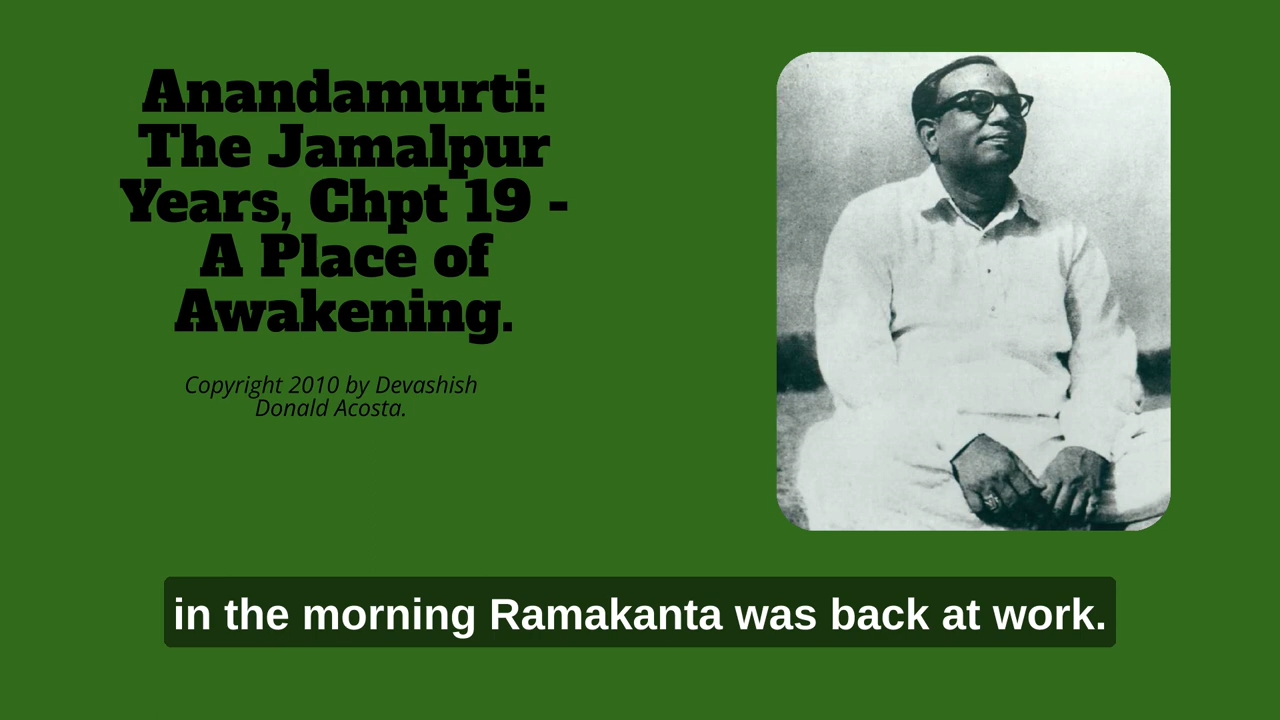 Anandamurti:
The Jamalpur
Years, Chpt 19 -
A Place of
Awakening.
Copyright 2010 by Devashish
Donald Acosta.
in the morning Ramakanta was back at work.